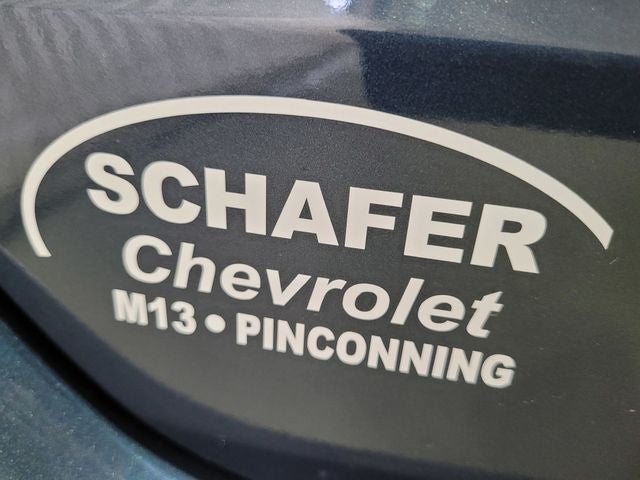 SCHAFER
Chevrolet
M13 • PINCONNING